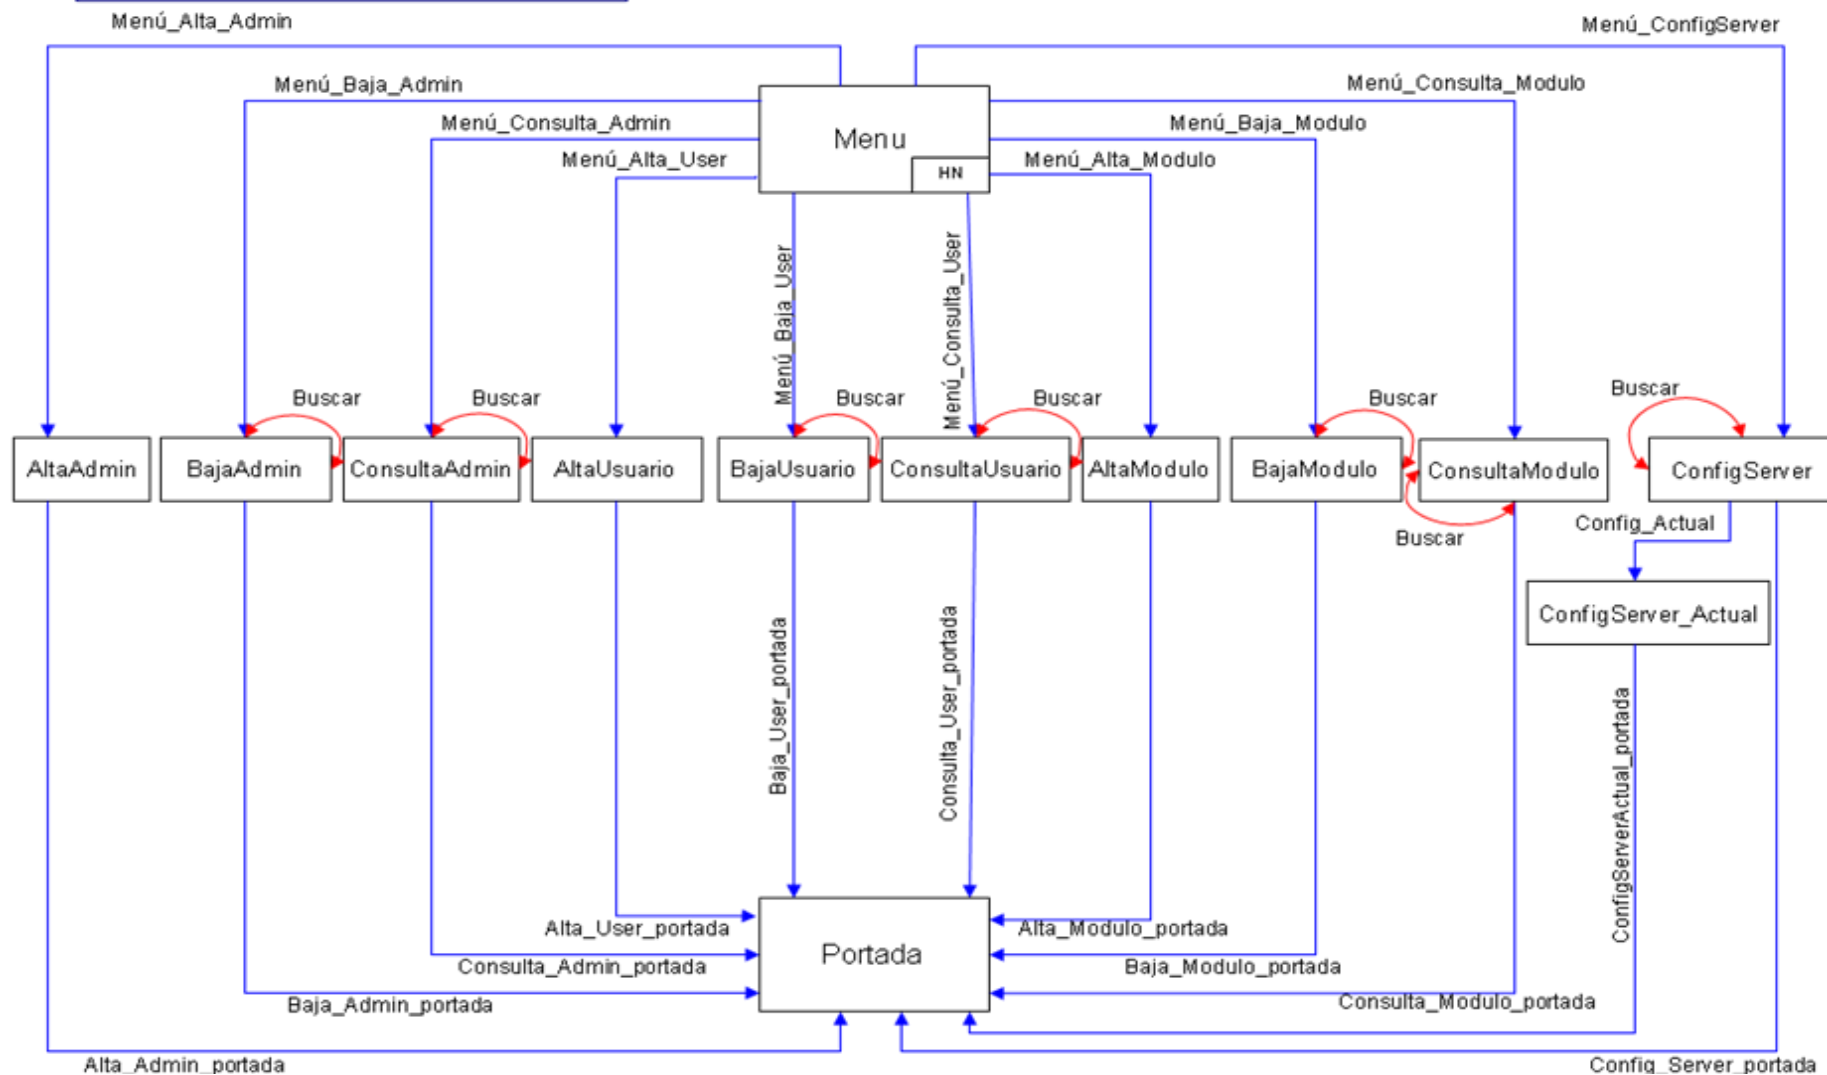 Menú_Alta_Admin
Menú_ConfigServer
Menú_Baja_Admin
Menú_Consulta_Modulo
Menú_Consulta_Admin
Menú_Baja_Modulo
Menú_Alta_User
Menu
HN
Menú_Alta_Modulo
Menú_Baja_User
Menú_Consulta_User
Buscar
Buscar
Buscar
Buscar
Buscar
Buscar
AltaAdmin
BajaAdmin
ConsultaAdmin
AltaUsuario
BajaUsuario
ConsultaUsuario
AltaModulo
BajaModulo
ConsultaModulo
ConfigServer
Buscar
Config_Actual
ConfigServer_Actual
Baja_User_portada
Consulta_User_portada
ConfigServerActual_portada
Alta_User_portada
Portada
Alta_Modulo_portada
Consulta_Admin_portada
Baja_Modulo_portada
Baja_Admin_portada
Consulta_Modulo_portada
Alta_Admin_portada
Config_Server_portada